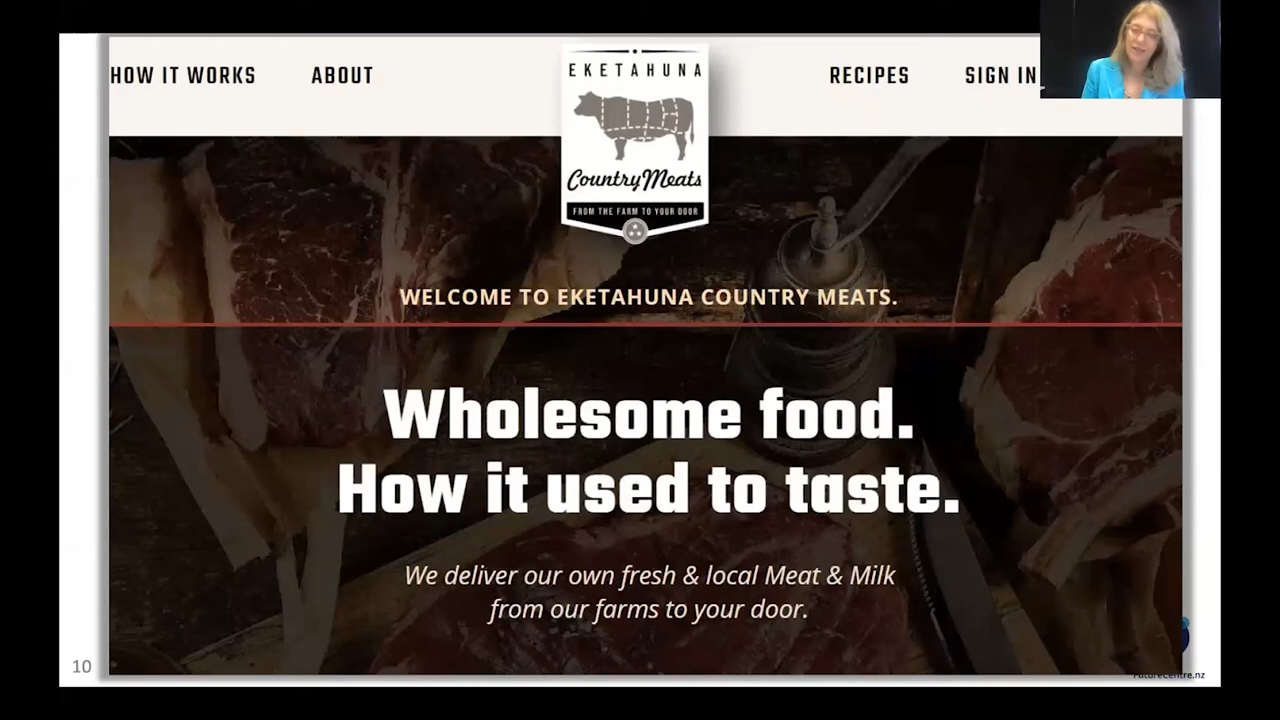 HOW IT WORKS
ABOUT
EKETAHUNA
Country Meats
FROM THE FARM TO YOUR DOOR
RECIPES
SIGN IN
WELCOME TO EKETAHUNA COUNTRY MEATS.
Wholesome food.
How it used to taste.
We deliver our own fresh & local Meat & Milk
from our farms to your door.
10
FutureCentre.nz